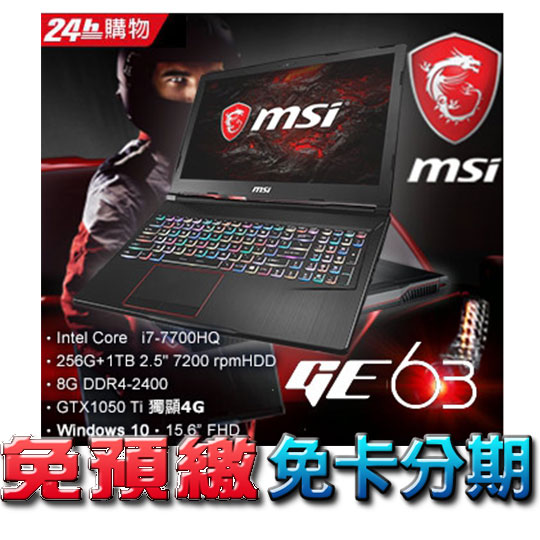 24h購物
msi
msi
msi
・Intel Core i7-7700HQ
・256G+1TB 2.5" 7200 rpmHDD
・8G DDR4-2400
・GTX1050 Ti 獨顯4G
・Windows 10・15.6" FHD
GE63
免預繳 免卡分期